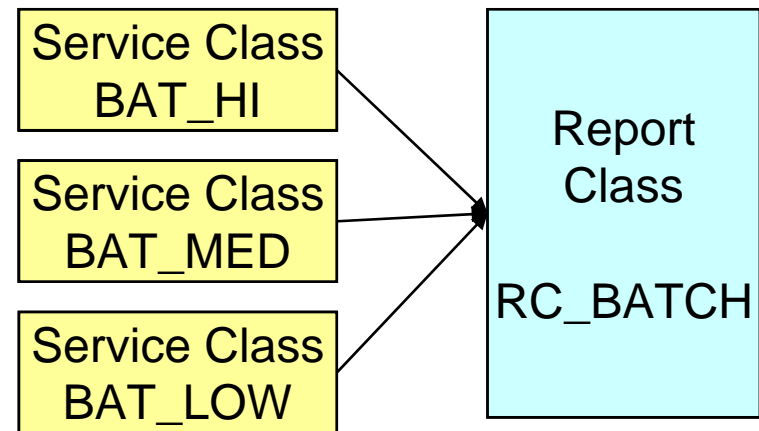 Service Class
BAT_HI
Service Class
BAT_MED
Service Class
BAT_LOW
Report
Class
RC_BATCH